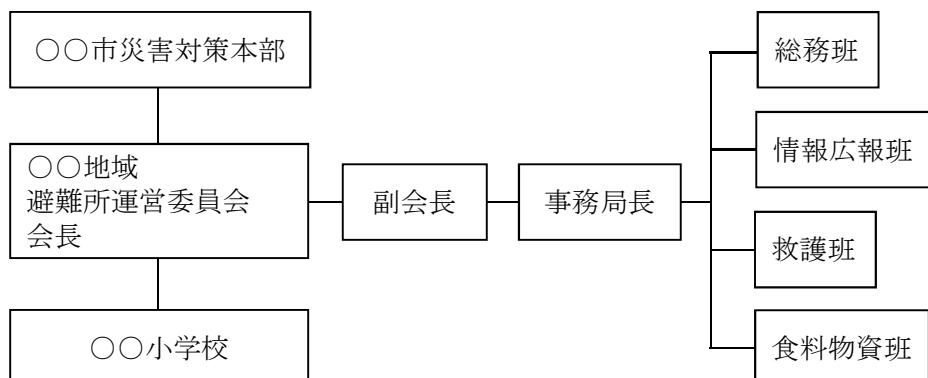 ○○市災害対策本部
○○地域
避難所運営委員会
会長
○○小学校
副会長
事務局長
総務班
情報広報班
救護班
食料物資班